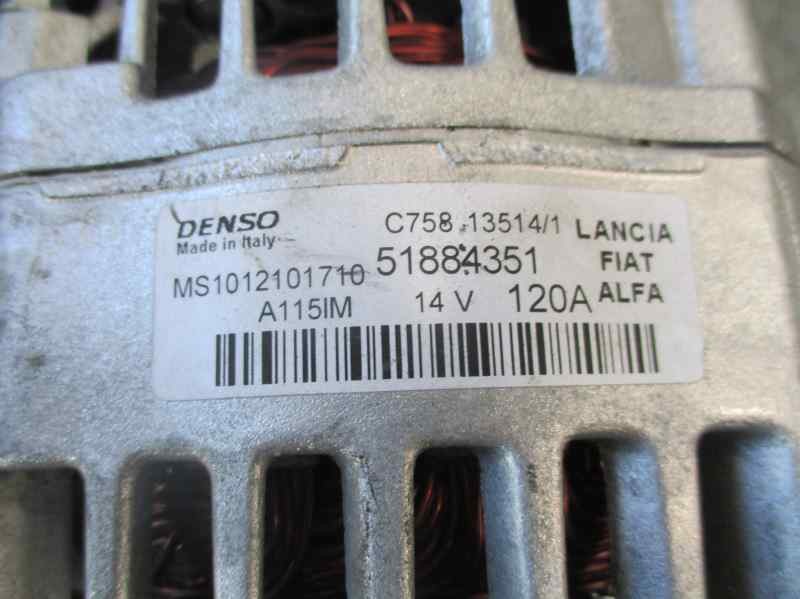 DENSO
Made in Italy
C758 13514/1
MS1012101710
51884351
A115IM 14 V 120A
LANCIA
FIAT
ALFA